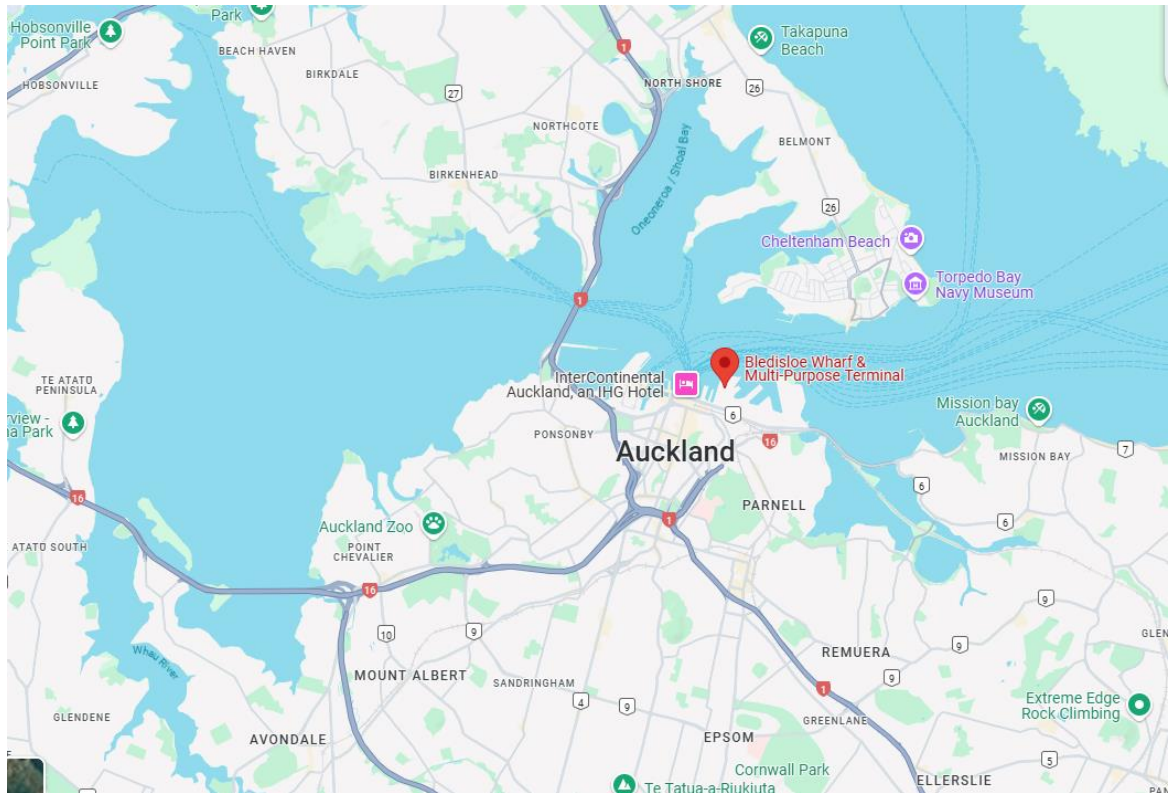 Hobsonville
Point Park
Park
1
Takapuna
Beach
BEACH HAVEN
BIRKDALE
HOBSONVILLE
27
NORTH SHORE
26
NORTHCOTE
BELMONT
BIRKENHEAD
Oneoneroa / Shoal Bay
26
Cheltenham Beach
Torpedo Bay
Navy Museum
1
TE ATATŪ
PENINSULA
InterContinental
Auckland, an IHG Hotel
Bledisloe Wharf &
Multi-Purpose Terminal
rview -
na Park
6
Mission bay
Auckland
PONSONBY
16
Auckland
MISSION BAY
7
16
6
PARNELL
Auckland Zoo
1
6
ATATŪ SOUTH
POINT
CHEVALIER
16
9
10
9
GLEN
Whau River
REMUERA
9
MOUNT ALBERT
9
SANDRINGHAM
1
4
9
Extreme Edge
Rock Climbing
GLENDENE
GREENLANE
AVONDALE
EPSOM
5
Cornwall Park
ELLERSLIE
Te Tatua-a-Riukiuta
PAN